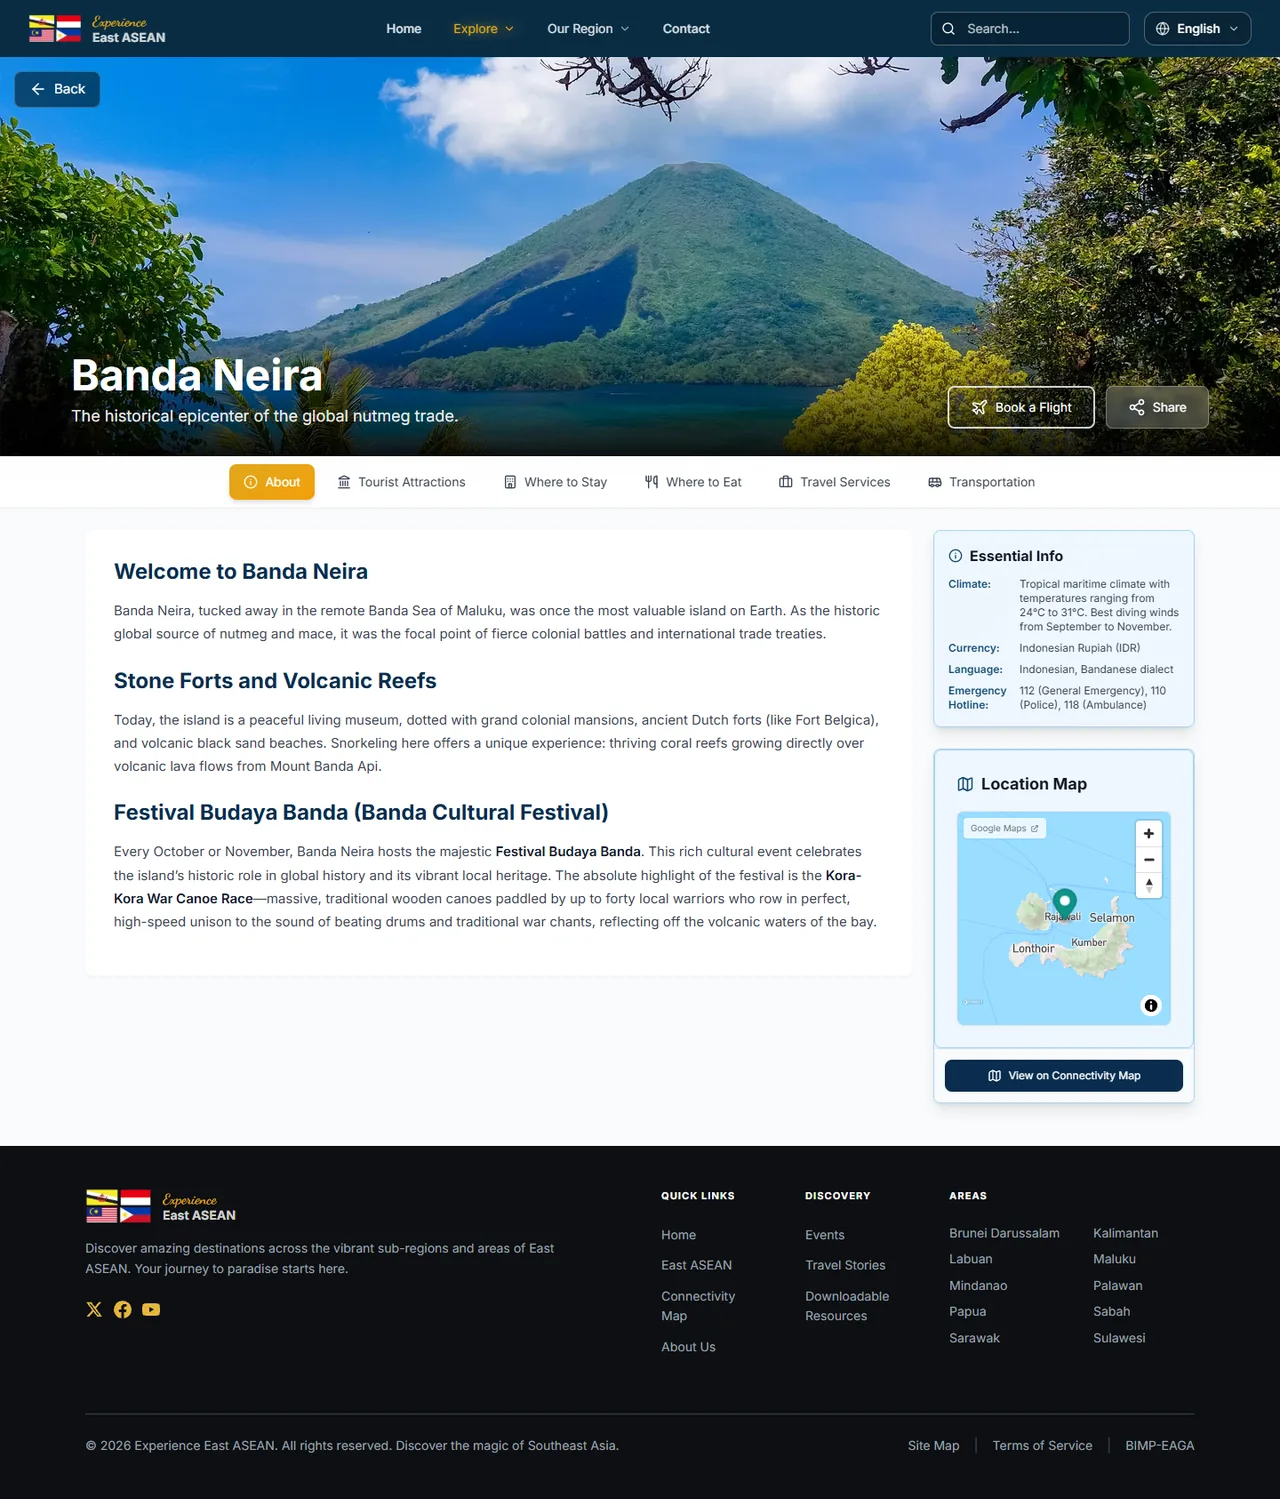 Experience
East ASEAN
Home
Explore
Our Region
Contact
Search...
English
Back
Banda Neira
The historical epicenter of the global nutmeg trade.
Book a Flight
Share
About
Tourist Attractions
Where to Stay
Where to Eat
Travel Services
Transportation
Welcome to Banda Neira
Banda Neira, tucked away in the remote Banda Sea of Maluku, was once the most valuable island on Earth. As the historic
global source of nutmeg and mace, it was the focal point of fierce colonial battles and international trade treaties.
Stone Forts and Volcanic Reefs
Today, the island is a peaceful living museum, dotted with grand colonial mansions, ancient Dutch forts (like Fort Belgica),
and volcanic black sand beaches. Snorkeling here offers a unique experience: thriving coral reefs growing directly over
volcanic lava flows from Mount Banda Api.
Festival Budaya Banda (Banda Cultural Festival)
Every October or November, Banda Neira hosts the majestic Festival Budaya Banda. This rich cultural event celebrates
the island's historic role in global history and its vibrant local heritage. The absolute highlight of the festival is the Kora-
Kora War Canoe Race—massive, traditional wooden canoes paddled by up to forty local warriors who row in perfect,
high-speed unison to the sound of beating drums and traditional war chants, reflecting off the volcanic waters of the bay.
Essential Info
Climate: Tropical maritime climate with
temperatures ranging from
24°C to 31°C. Best diving winds
from September to November.
Currency: Indonesian Rupiah (IDR)
Language: Indonesian, Bandanese dialect
Emergency Hotline: 112 (General Emergency), 110
(Police), 118 (Ambulance)
Location Map
Google Maps
Rajawali
Selamon
Kumber
Lonthoir
View on Connectivity Map
Experience
East ASEAN
Discover amazing destinations across the vibrant sub-regions and areas of East
ASEAN. Your journey to paradise starts here.
QUICK LINKS
Home
East ASEAN
Connectivity
Map
About Us
DISCOVERY
Events
Travel Stories
Downloadable
Resources
AREAS
Brunei Darussalam
Labuan
Mindanao
Papua
Sarawak
Kalimantan
Maluku
Palawan
Sabah
Sulawesi
© 2026 Experience East ASEAN. All rights reserved. Discover the magic of Southeast Asia.
Site Map
Terms of Service
BIMP-EAGA